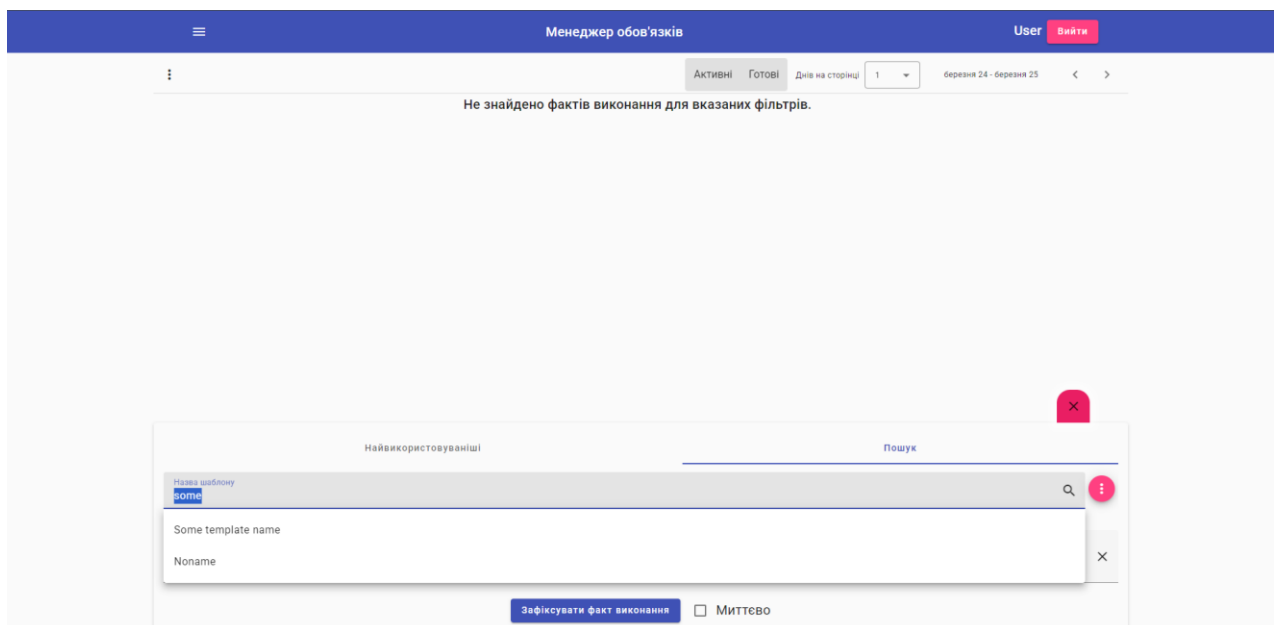 Менеджер обов'язків
User Вийти
Активні Готові Днів на сторінці 1 березня 24 - березня 25
Не знайдено фактів виконання для вказаних фільтрів.
Найвикористовуваніші Пошук
Назва шаблону
some
Some template name
Noname
Зафіксувати факт виконання Миттєво